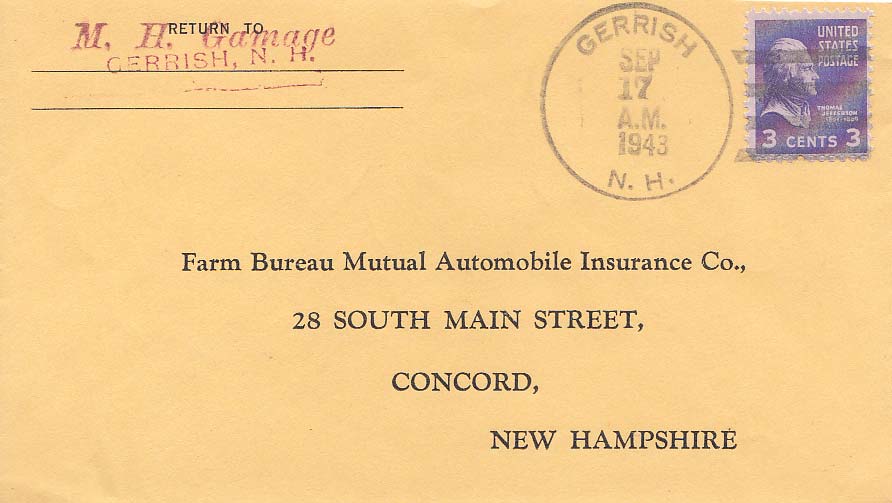 RETURN TO
M. H. Gamage
GERRISH, N. H.
GERRISH
SEP
17
A.M.
1943
N. H.
UNITED
STATES
POSTAGE
THOMAS
JEFFERSON
3 CENTS 3
Farm Bureau Mutual Automobile Insurance Co.,
28 SOUTH MAIN STREET,
CONCORD,
NEW HAMPSHIRE